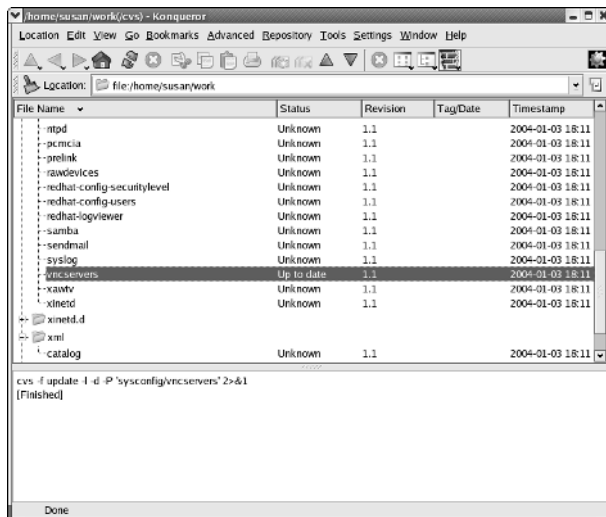 /home/susan/work(/cvs) - Konqueror
Location Edit View Go Bookmarks Advanced Repository Tools Settings Window Help
Location: file:/home/susan/work
File Name Status Revision Tag/Date Timestamp
ntpd Unknown 1.1 2004-01-03 18:11
pcmcia Unknown 1.1 2004-01-03 18:11
prelink Unknown 1.1 2004-01-03 18:11
rawdevices Unknown 1.1 2004-01-03 18:11
redhat-config-securitylevel Unknown 1.1 2004-01-03 18:11
redhat-config-users Unknown 1.1 2004-01-03 18:11
redhat-logviewer Unknown 1.1 2004-01-03 18:11
samba Unknown 1.1 2004-01-03 18:11
sendmail Unknown 1.1 2004-01-03 18:11
syslog Unknown 1.1 2004-01-03 18:11
vncservers Up to date 1.1 2004-01-03 18:11
xawtv Unknown 1.1 2004-01-03 18:11
xinetd Unknown 1.1 2004-01-03 18:11
xinetd.d
xml
catalog Unknown 1.1 2004-01-03 18:11
cvs -f update -l -d -P 'sysconfig/vncservers' 2>&1
[Finished]
Done